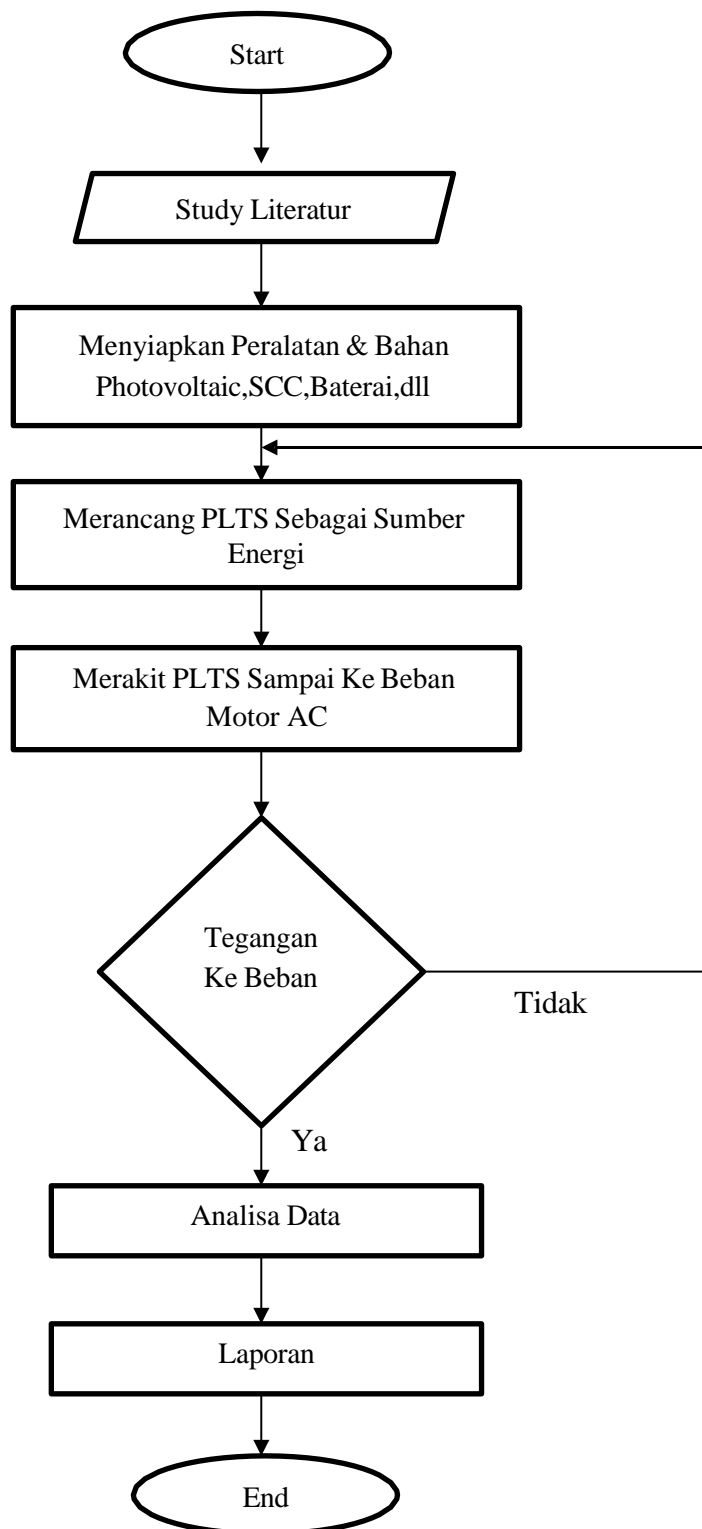 Start
Study Literatur
Menyiapkan Peralatan & Bahan
Photovoltaic,SCC,Baterai,dll
Merancang PLTS Sebagai Sumber
Energi
Merakit PLTS Sampai Ke Beban
Motor AC
Tegangan
Ke Beban
Tidak
Ya
Analisa Data
Laporan
End